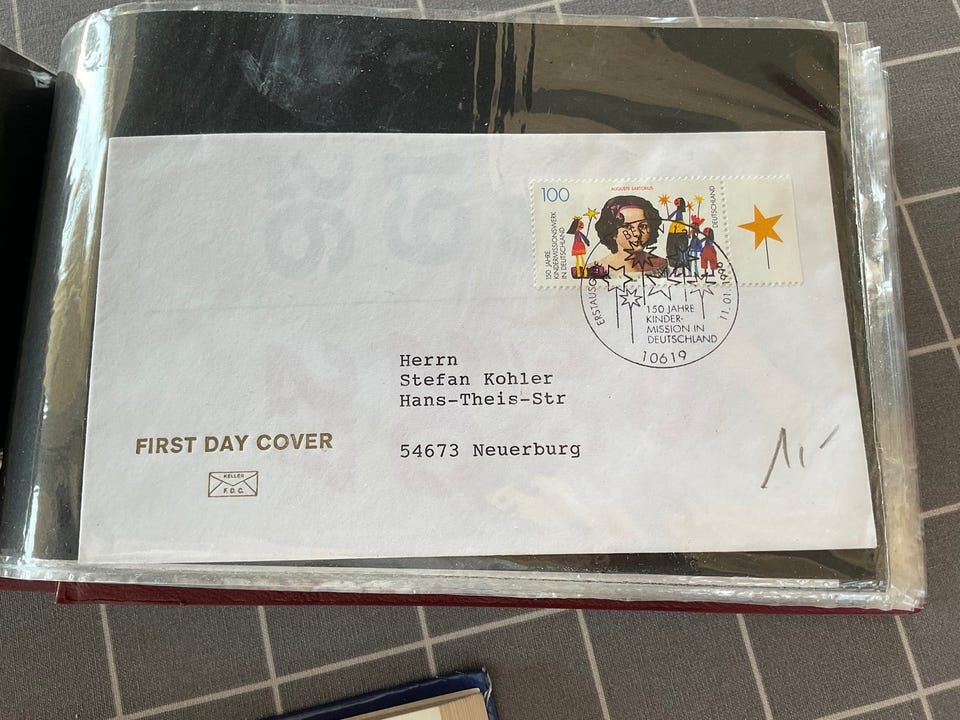 100
AUGUSTE SARTORIUS
150 JAHRE
KINDERMISSIONSWERK
IN DEUTSCHLAND
DEUTSCHLAND
11.01.1996
150 JAHRE
KINDER-
MISSION IN
DEUTSCHLAND
10619
Herrn
Stefan Kohler
Hans-Theis-Str
54673 Neuerburg
FIRST DAY COVER
KELLER
F.D.C.
1,-